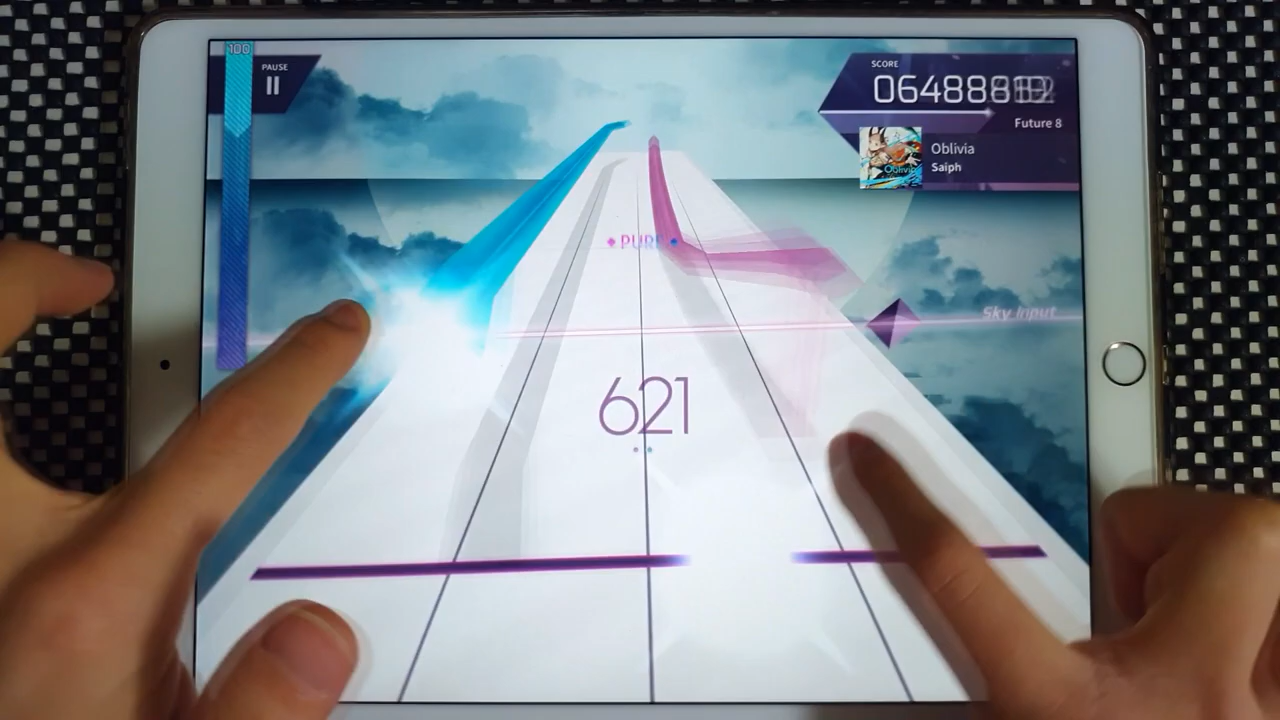 100
PAUSE
SCORE
Future 8
Oblivia
Saiph
PURE
Sky Input
621